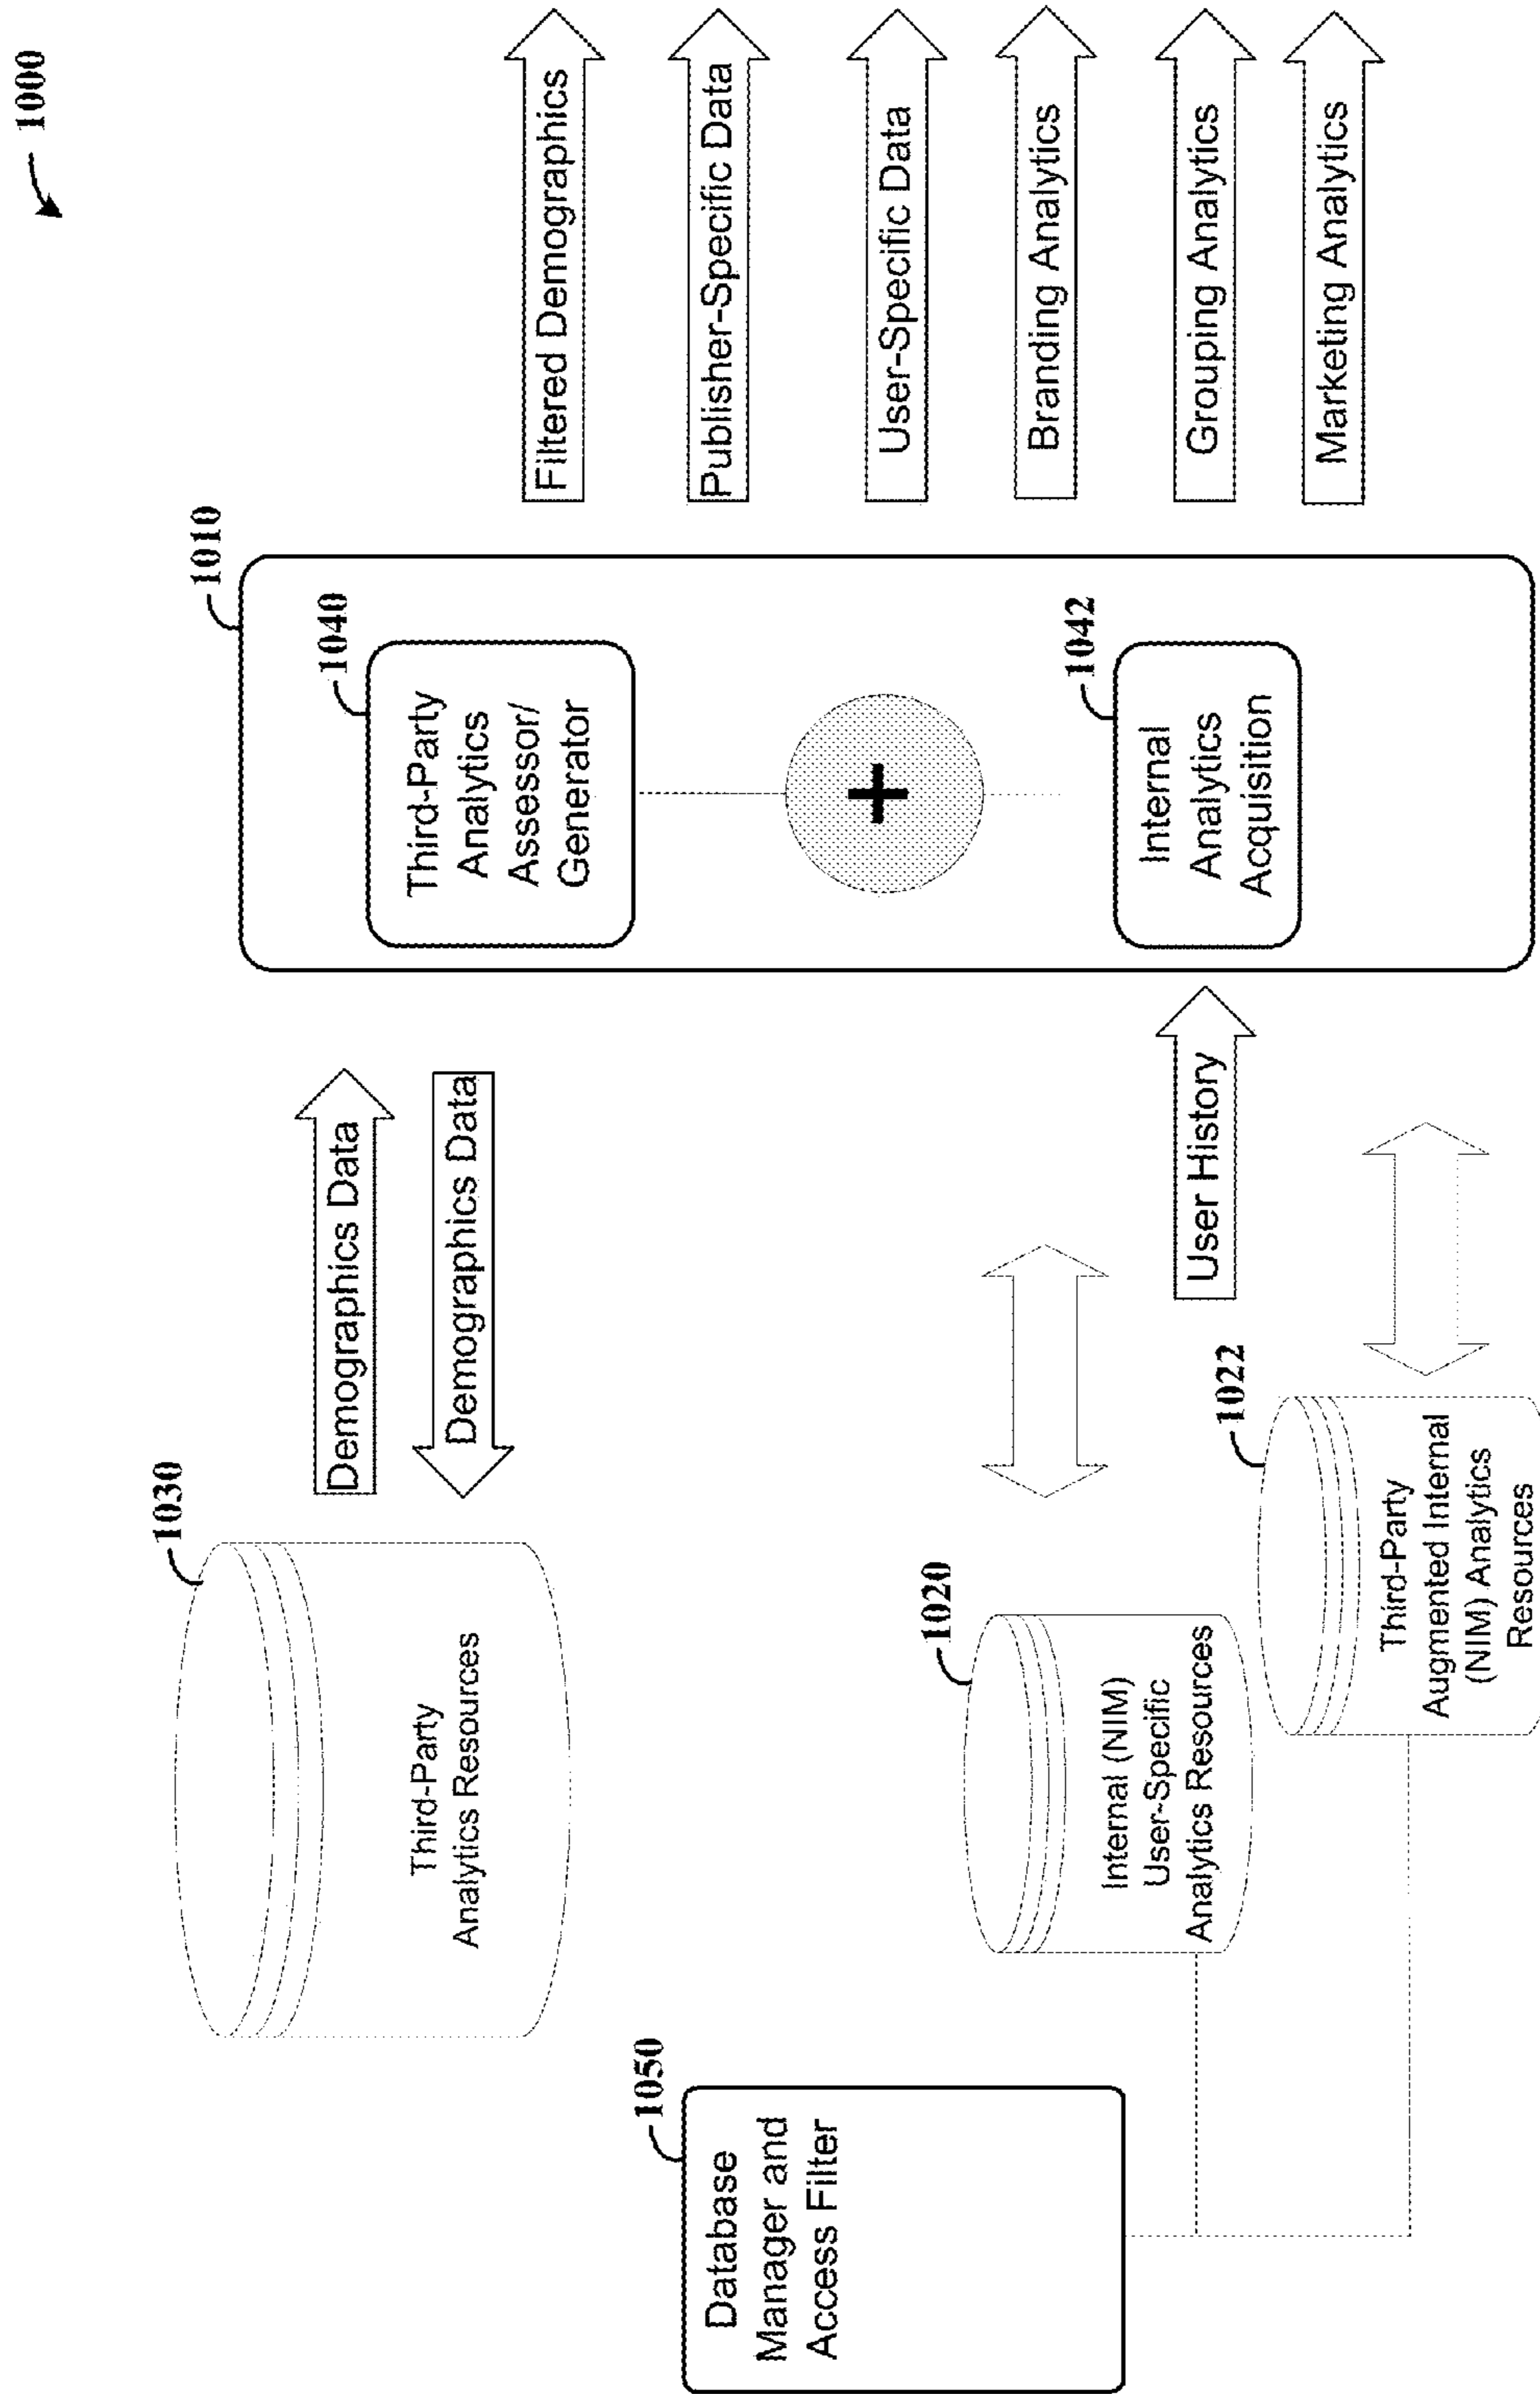 1000
1010
1040
Third-Party
Analytics
Assessor/
Generator
+
1042
Internal
Analytics
Acquisition
Filtered Demographics
Publisher-Specific Data
User-Specific Data
Branding Analytics
Grouping Analytics
Marketing Analytics
Demographics Data
Demographics Data
User History
1030
Third-Party
Analytics Resources
1020
Internal (NIM)
User-Specific
Analytics Resources
1022
Third-Party
Augmented Internal
(NIM) Analytics
Resources
1050
Database
Manager and
Access Filter